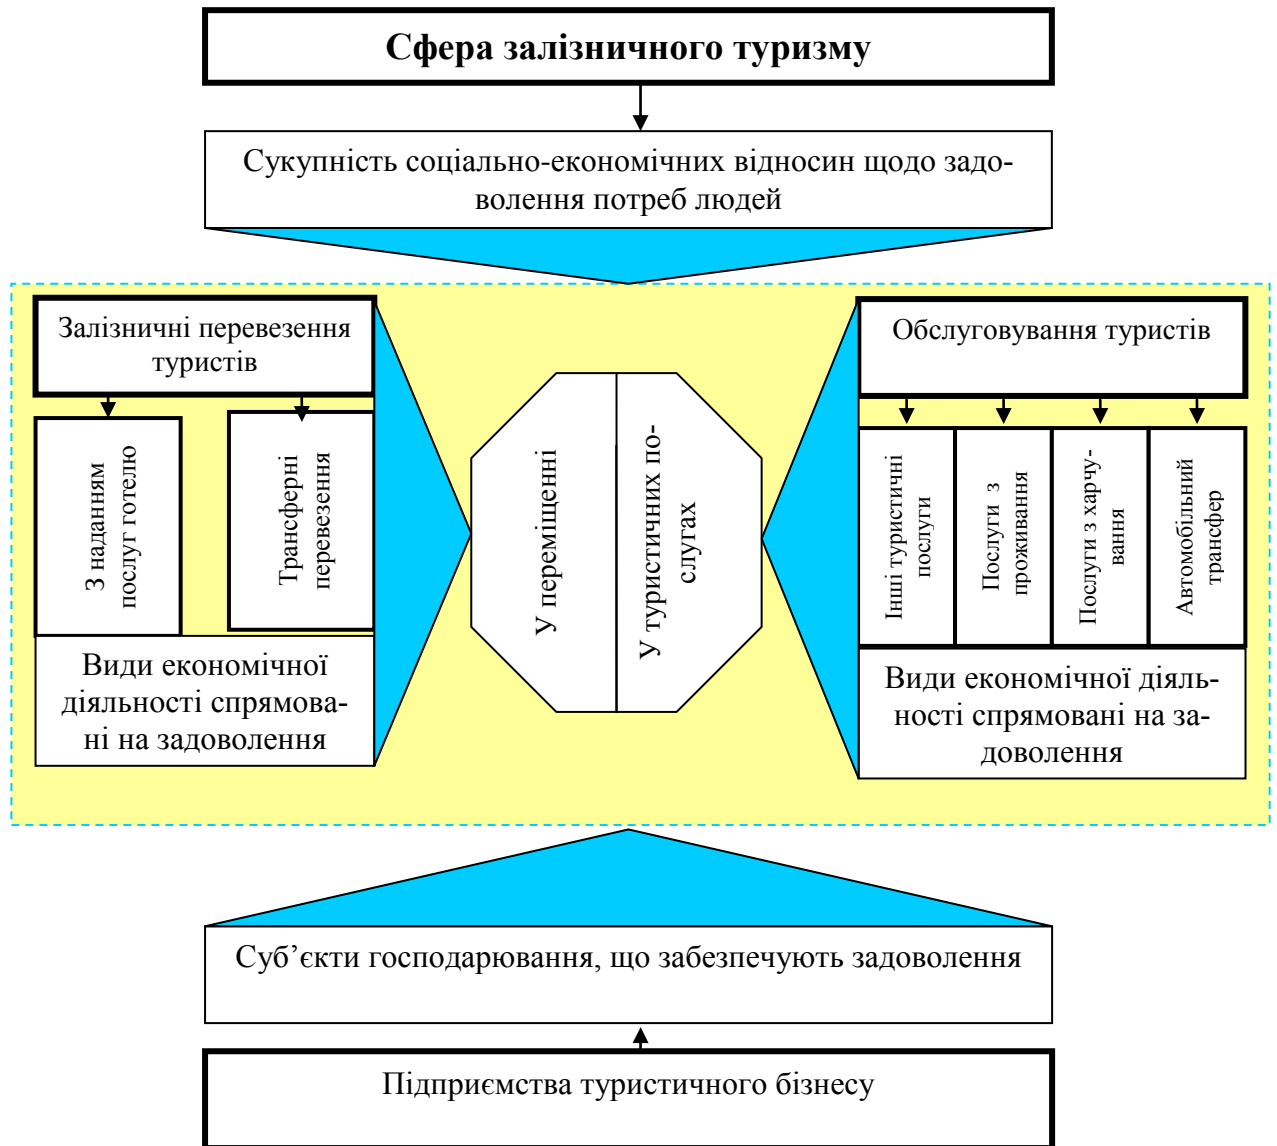 Сфера залізничного туризму
Сукупність соціально-економічних відносин щодо задо-
волення потреб людей
Залізничні перевезення
туристів
З наданням
послуг готелю
Трансферні
перевезення
Види економічної
діяльності спрямова-
ні на задоволення
У переміщенні
У туристичних по-
слугах
Обслуговування туристів
Інші туристичні
послуги
Послуги з
проживання
Послуги з харчу-
вання
Автомобільний
трансфер
Види економічної діяль-
ності спрямовані на за-
доволення
Суб’єкти господарювання, що забезпечують задоволення
Підприємства туристичного бізнесу